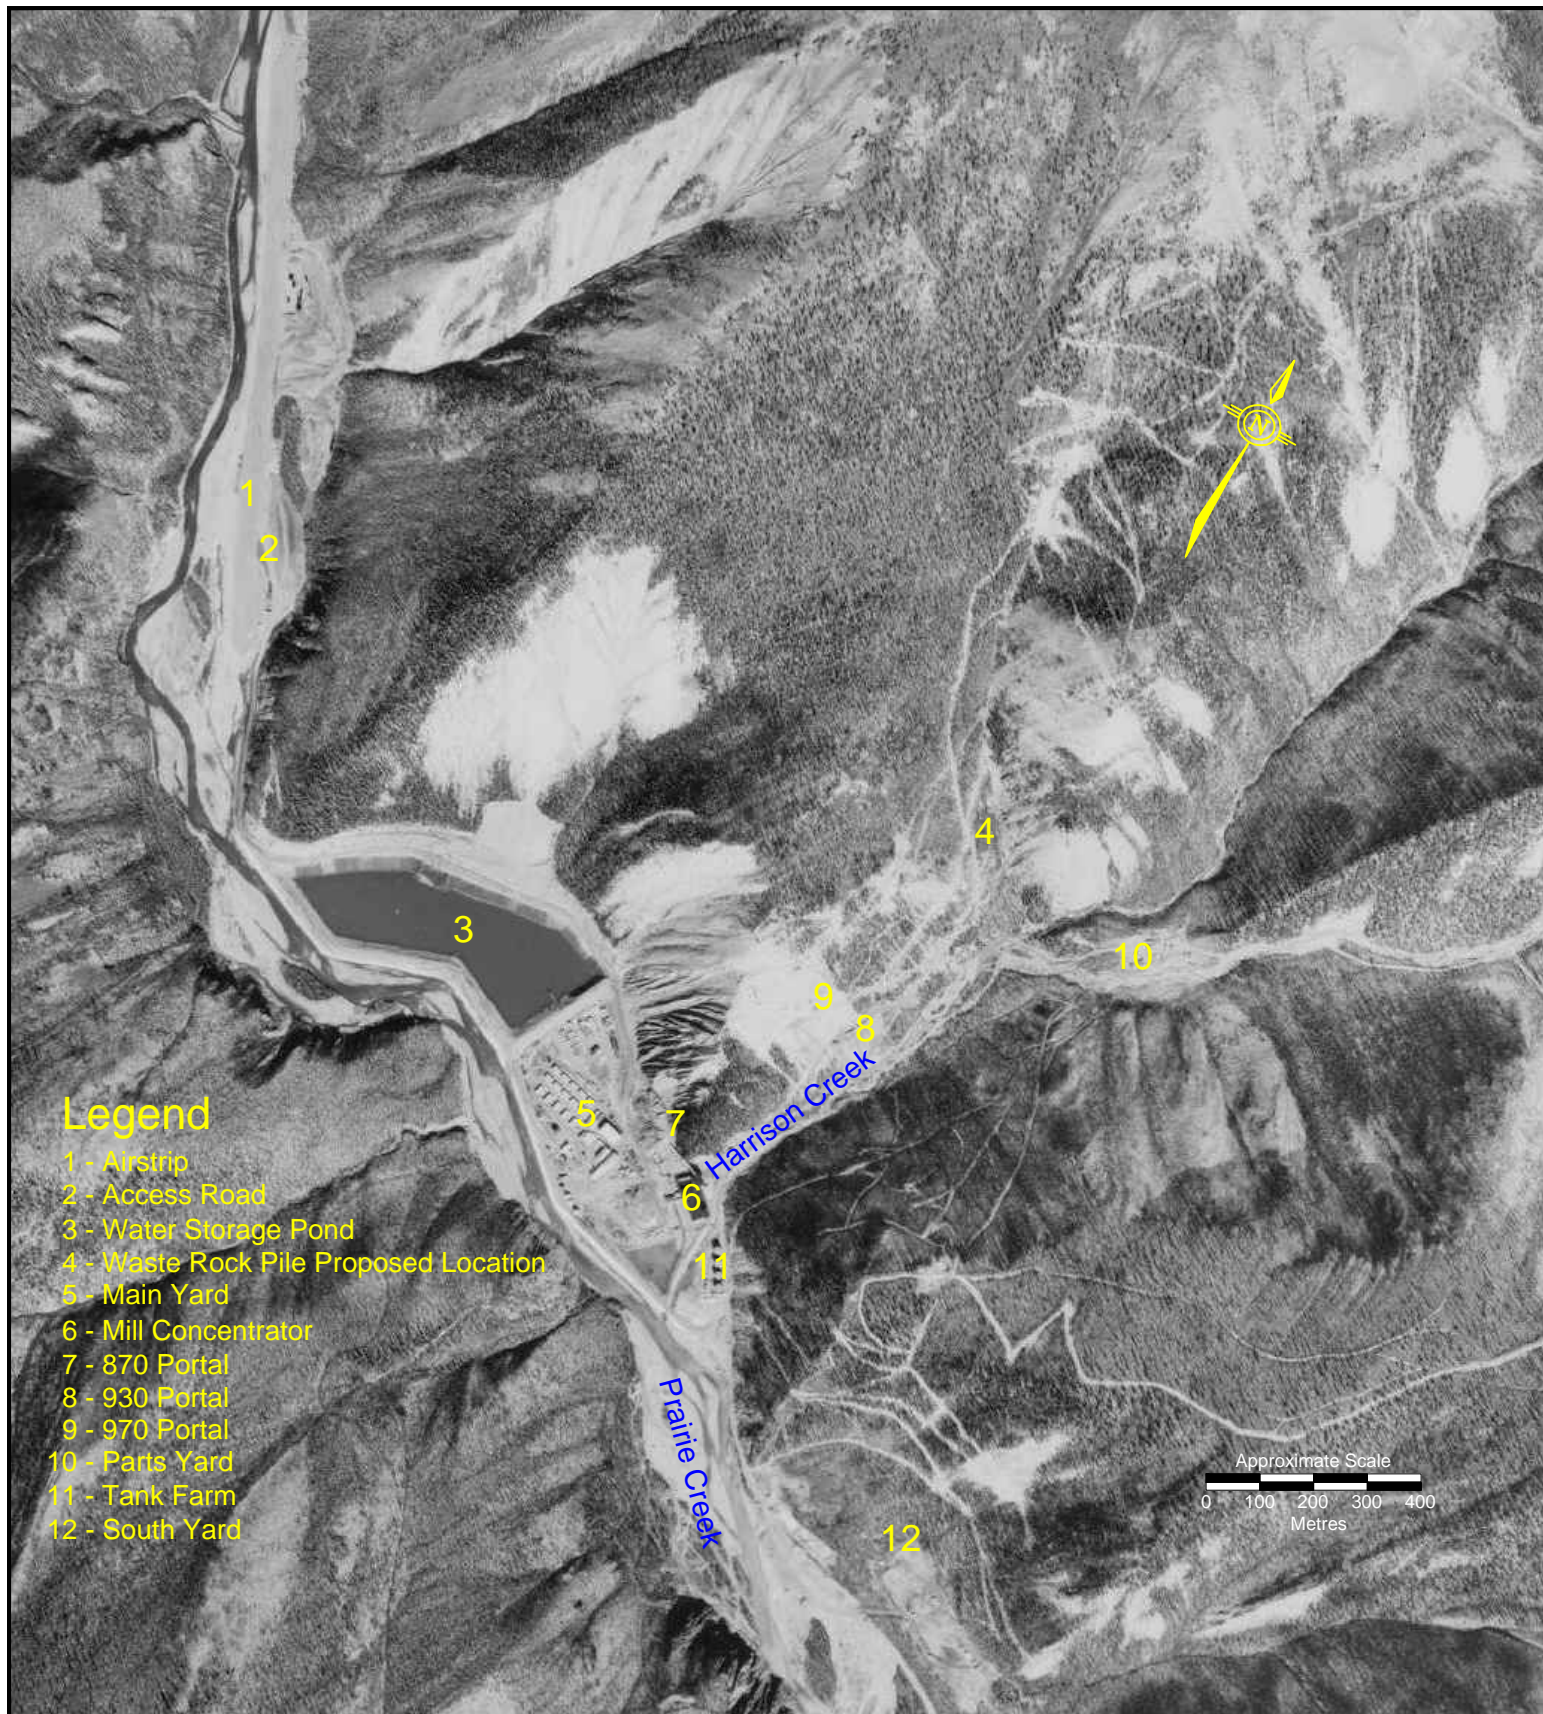 N
1
2
3
4
10
9
8
Harrison Creek
5
7
6
11
Legend
1 - Airstrip
2 - Access Road
3 - Water Storage Pond
4 - Waste Rock Pile Proposed Location
5 - Main Yard
6 - Mill Concentrator
7 - 870 Portal
8 - 930 Portal
9 - 970 Portal
10 - Parts Yard
11 - Tank Farm
12 - South Yard
Prairie Creek
12
Approximate Scale
0 100 200 300 400
Metres